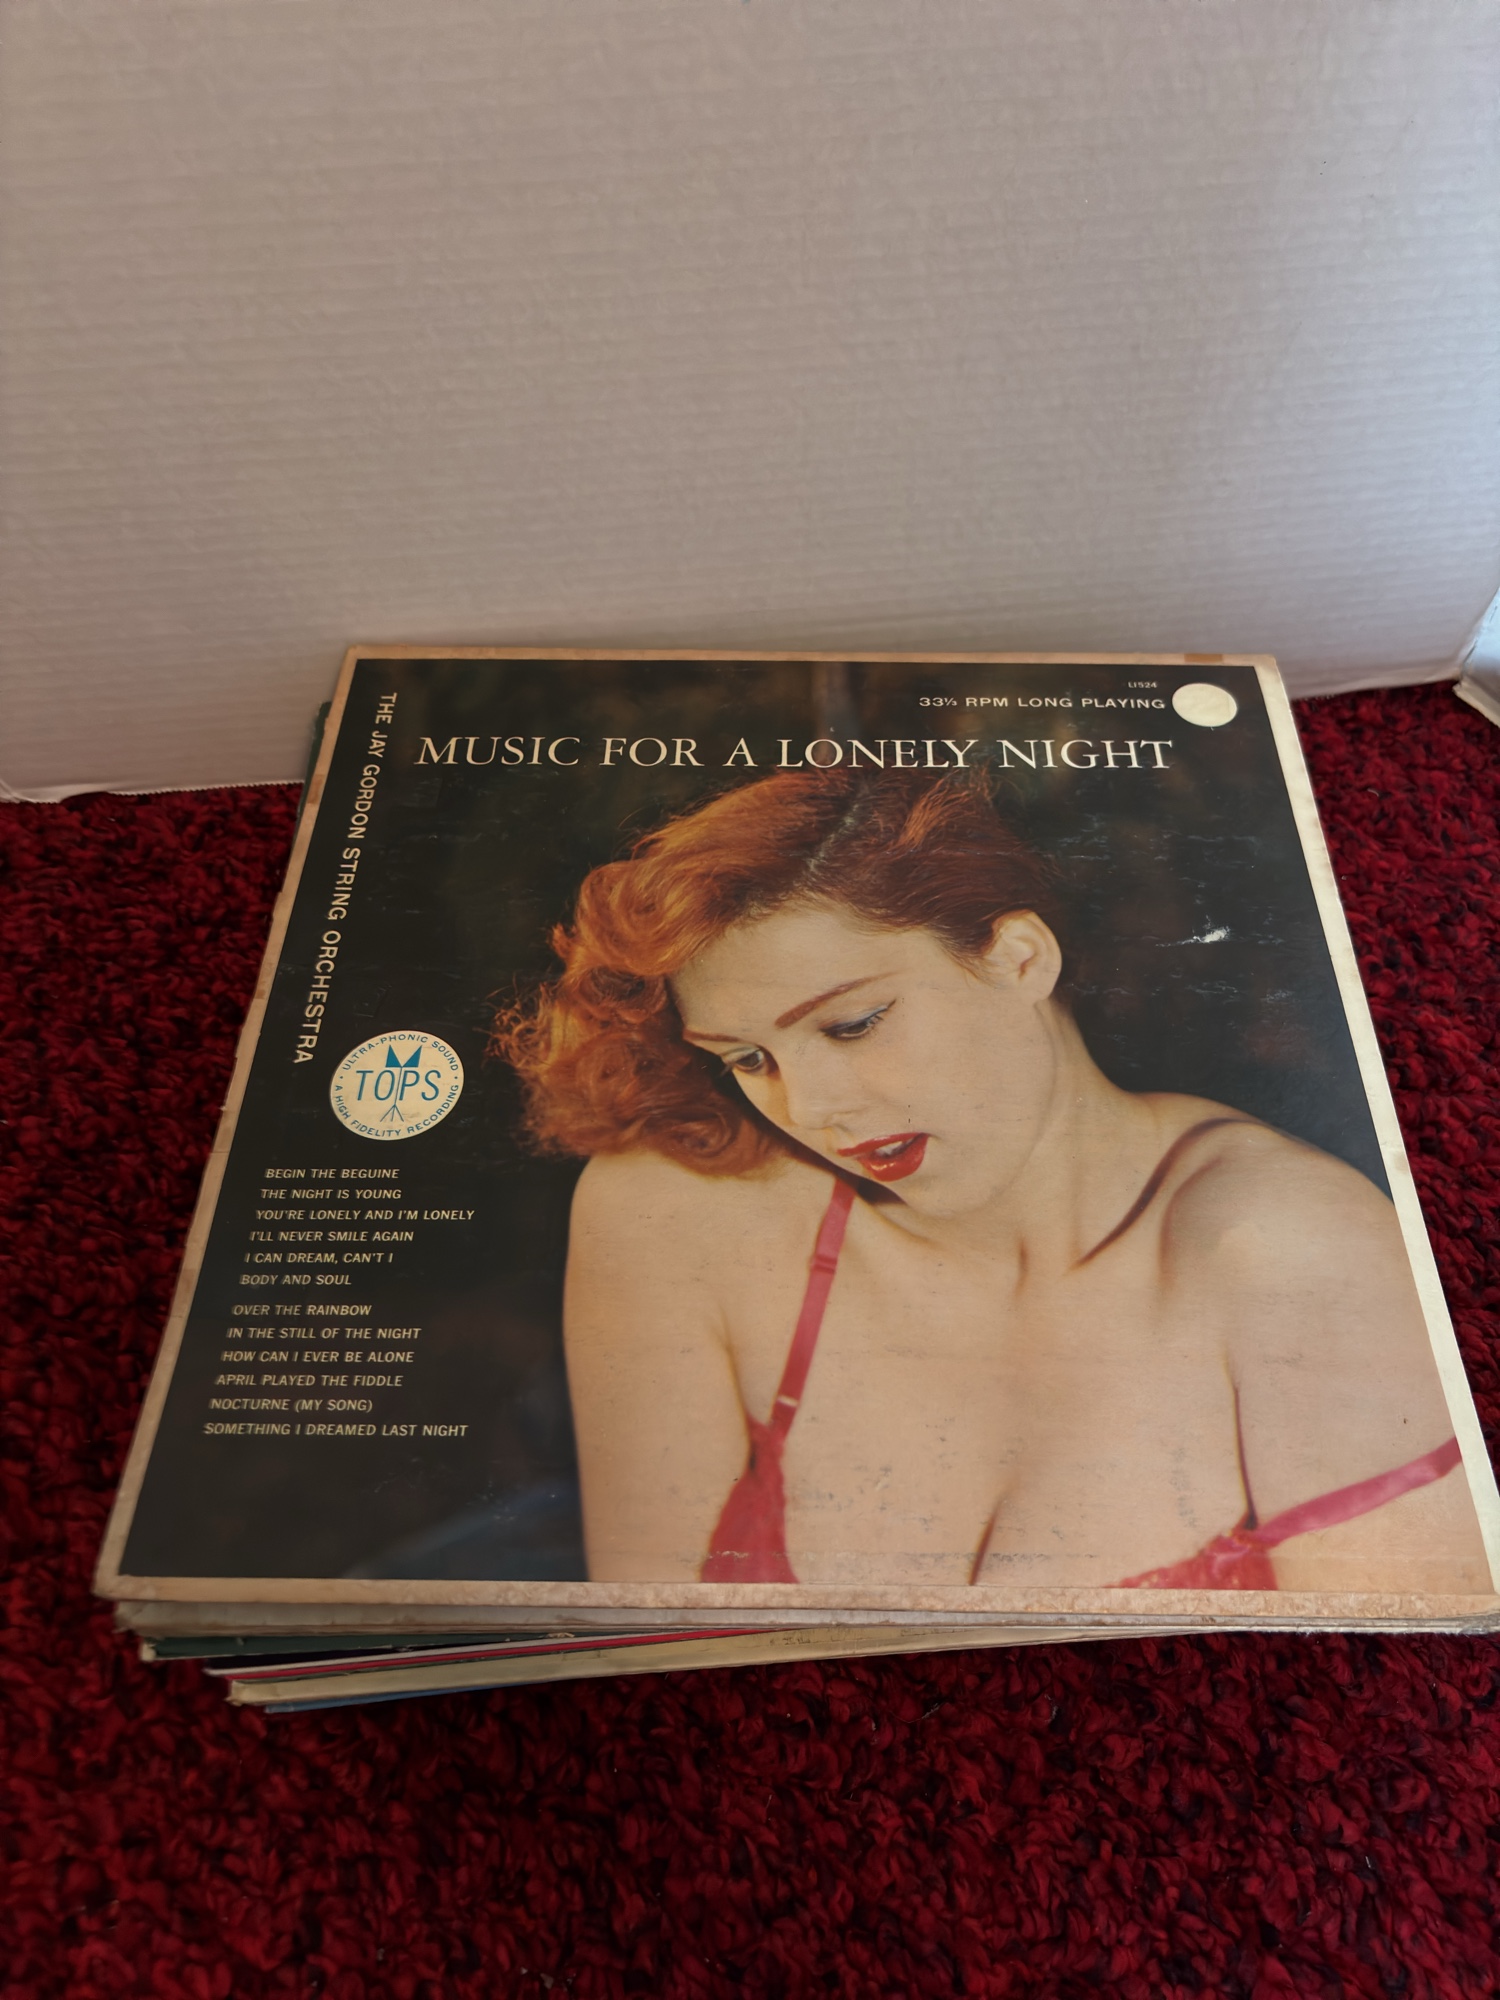 L1524
33⅓ RPM LONG PLAYING
MUSIC FOR A LONELY NIGHT
THE JAY GORDON STRING ORCHESTRA
ULTRA-PHONIC SOUND
TOPS
A HIGH FIDELITY RECORDING
BEGIN THE BEGUINE
THE NIGHT IS YOUNG
YOU'RE LONELY AND I'M LONELY
I'LL NEVER SMILE AGAIN
I CAN DREAM, CAN'T I
BODY AND SOUL
OVER THE RAINBOW
IN THE STILL OF THE NIGHT
HOW CAN I EVER BE ALONE
APRIL PLAYED THE FIDDLE
NOCTURNE (MY SONG)
SOMETHING I DREAMED LAST NIGHT